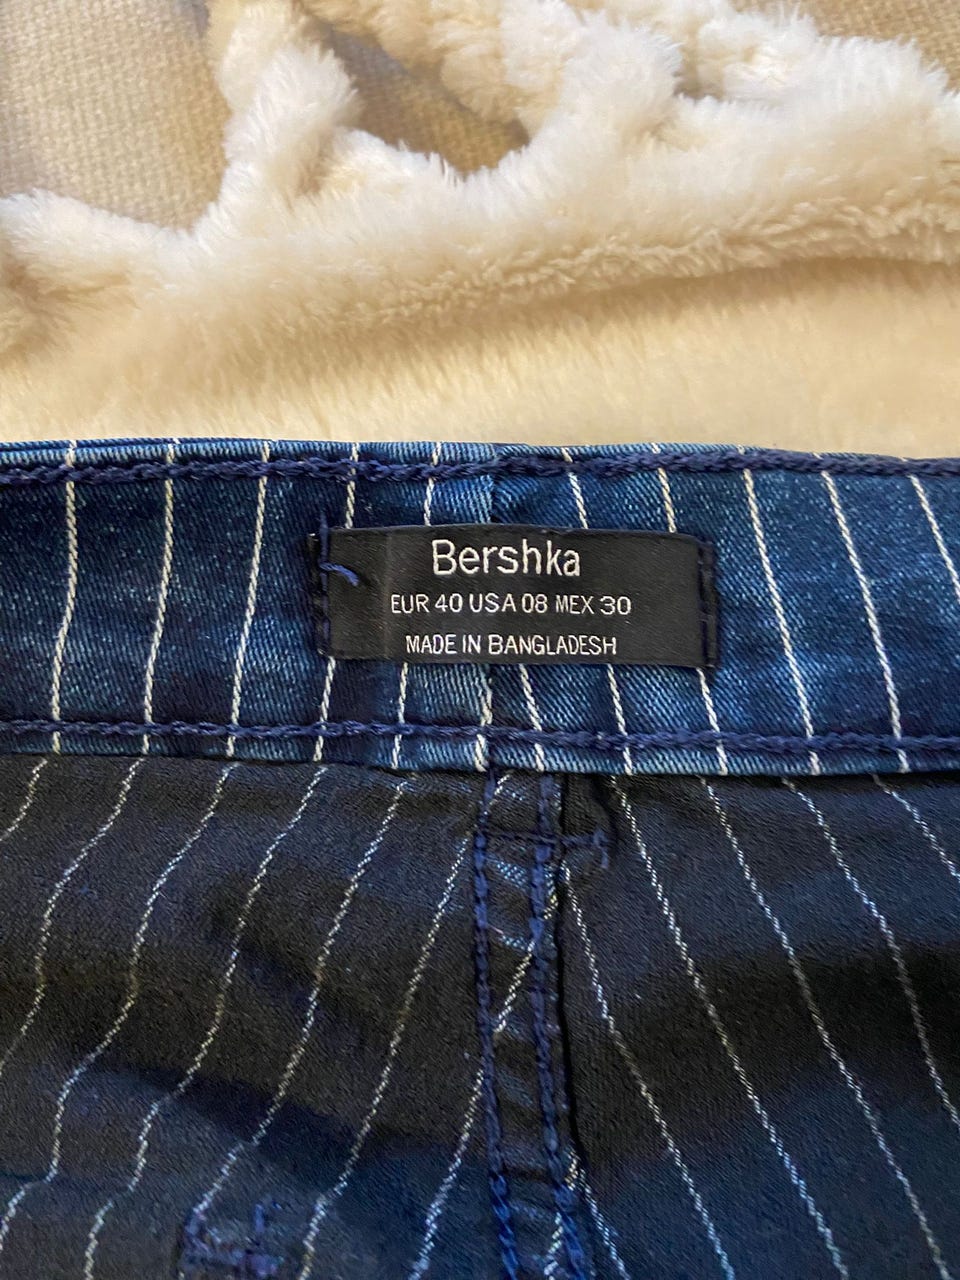 Bershka
EUR 40 USA 08 MEX 30
MADE IN BANGLADESH